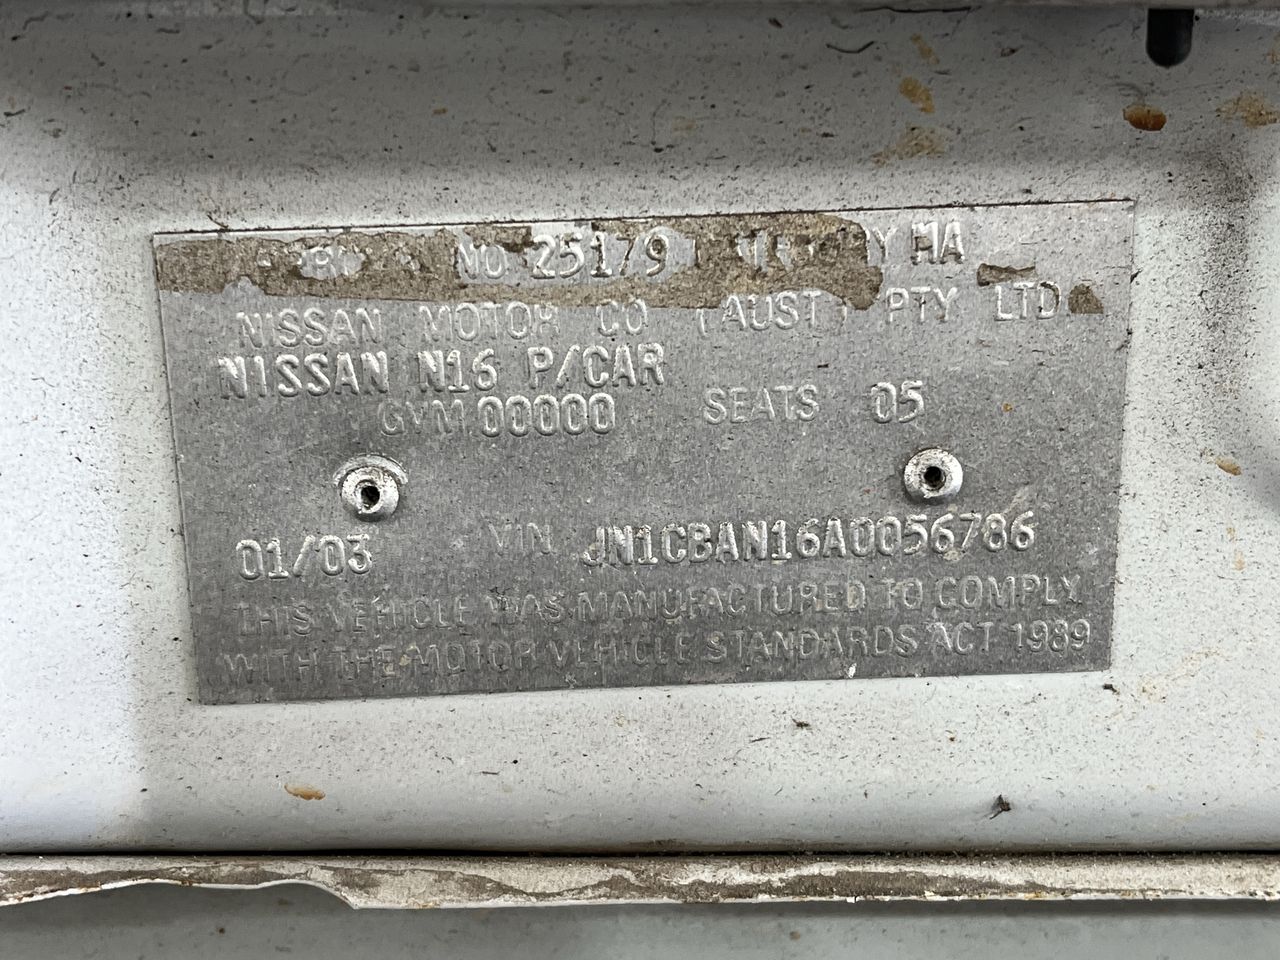 NO 25179 MA
NISSAN MOTOR CO (AUST) PTY LTD
NISSAN N16 P/CAR
GVM 00000 SEATS 05
01/03 VIN JN1CBAN16A0056786
THIS VEHICLE WAS MANUFACTURED TO COMPLY
WITH THE MOTOR VEHICLE STANDARDS ACT 1989